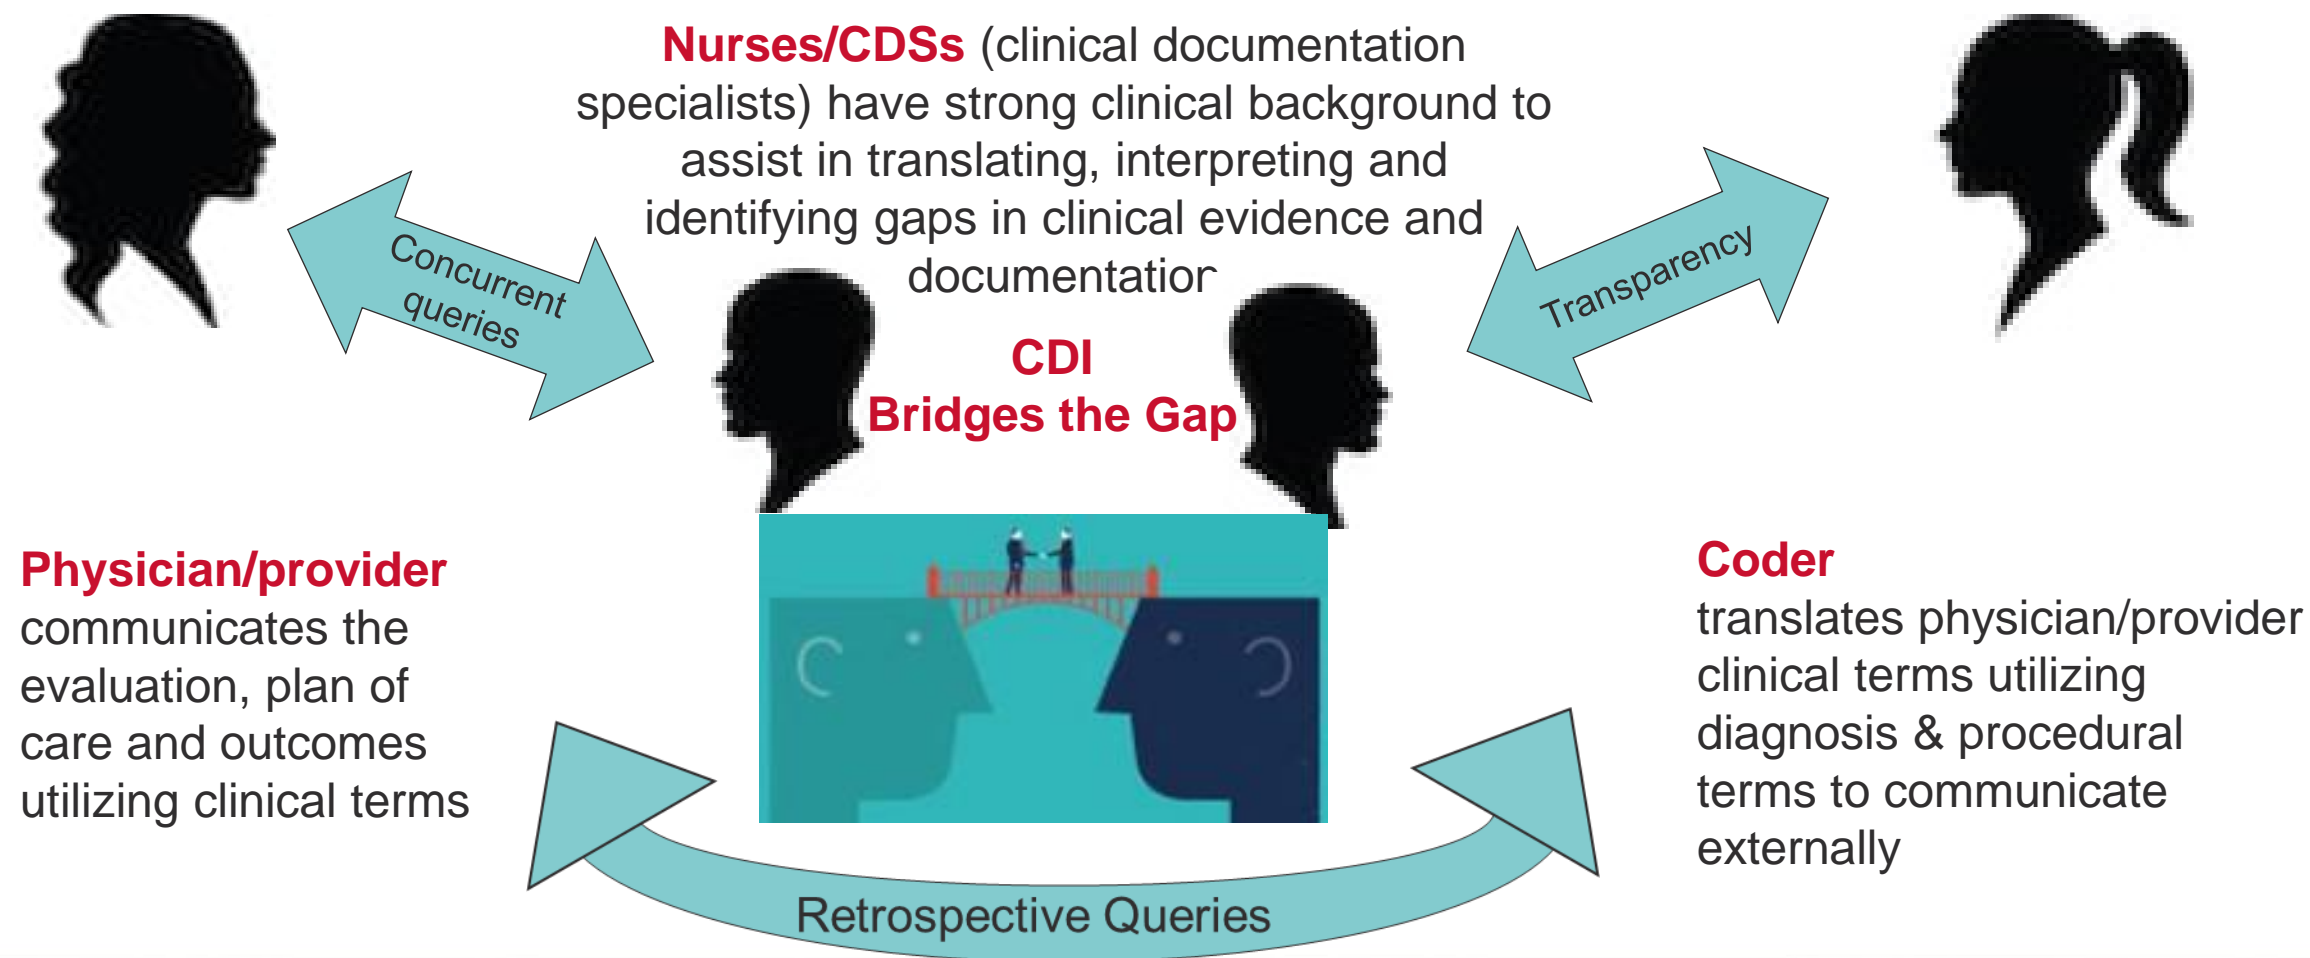 Nurses/CDSs (clinical documentation
specialists) have strong clinical background to
assist in translating, interpreting and
identifying gaps in clinical evidence and
documentation
Concurrent
queries
Transparency
CDI
Bridges the Gap
Physician/provider
communicates the
evaluation, plan of
care and outcomes
utilizing clinical terms
Coder
translates physician/provider
clinical terms utilizing
diagnosis & procedural
terms to communicate
externally
Retrospective Queries